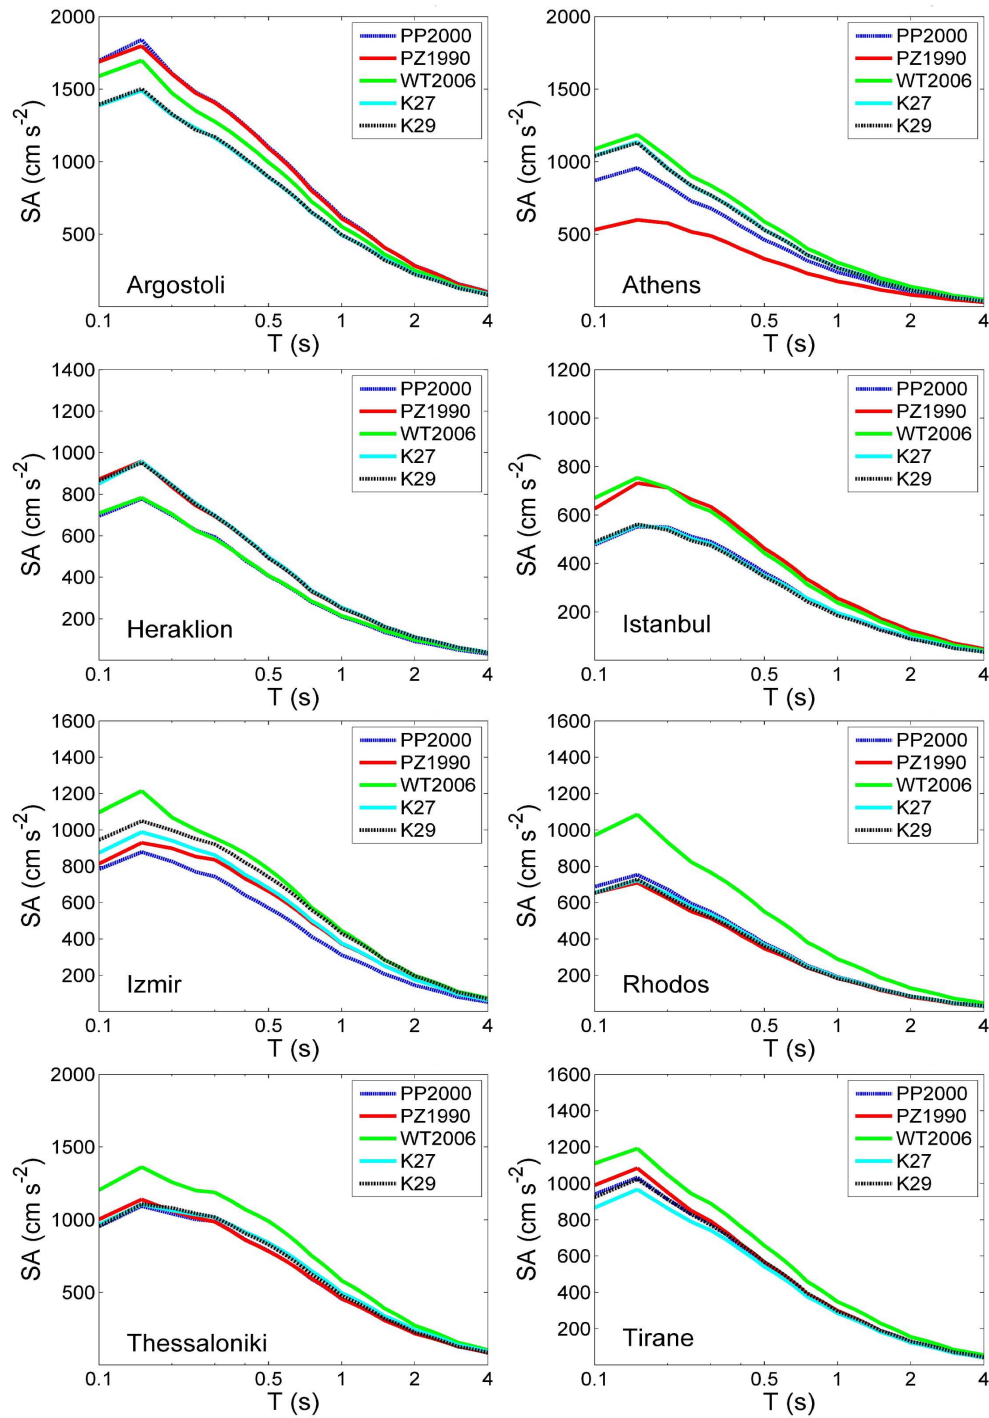 2000
1500
1000
500
SA (cm s-2)
PP2000
PZ1990
WT2006
K27
K29
Argostoli
0.1
0.5
1
2
4
T (s)
2000
1500
1000
500
SA (cm s-2)
PP2000
PZ1990
WT2006
K27
K29
Athens
0.1
0.5
1
2
4
T (s)
1400
1200
1000
800
600
400
200
SA (cm s-2)
PP2000
PZ1990
WT2006
K27
K29
Heraklion
0.1
0.5
1
2
4
T (s)
1200
1000
800
600
400
200
SA (cm s-2)
PP2000
PZ1990
WT2006
K27
K29
Istanbul
0.1
0.5
1
2
4
T (s)
1600
1400
1200
1000
800
600
400
200
SA (cm s-2)
PP2000
PZ1990
WT2006
K27
K29
Izmir
0.1
0.5
1
2
4
T (s)
1600
1400
1200
1000
800
600
400
200
SA (cm s-2)
PP2000
PZ1990
WT2006
K27
K29
Rhodos
0.1
0.5
1
2
4
T (s)
2000
1500
1000
500
SA (cm s-2)
PP2000
PZ1990
WT2006
K27
K29
Thessaloniki
0.1
0.5
1
2
4
T (s)
1600
1400
1200
1000
800
600
400
200
SA (cm s-2)
PP2000
PZ1990
WT2006
K27
K29
Tirane
0.1
0.5
1
2
4
T (s)